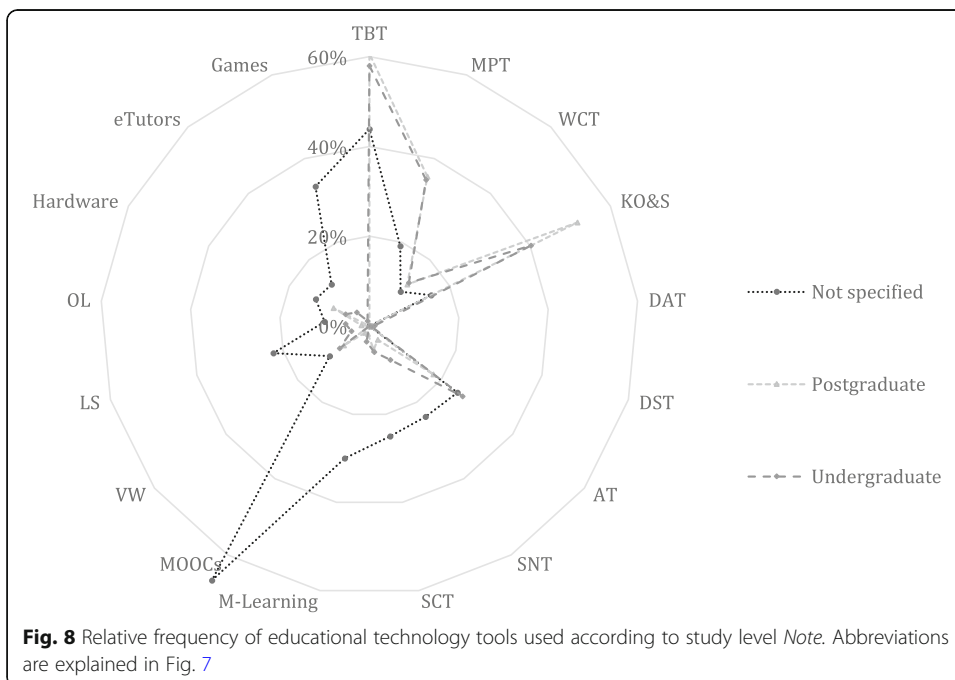 TBT
60%
Games
MPT
eTutors
WCT
40%
Hardware
KO&S
20%
Not specified
OL
0%
DAT
Postgraduate
LS
DST
Undergraduate
VW
AT
MOOCs
SNT
M-Learning
SCT
Fig. 8 Relative frequency of educational technology tools used according to study level Note. Abbreviations
are explained in Fig. 7